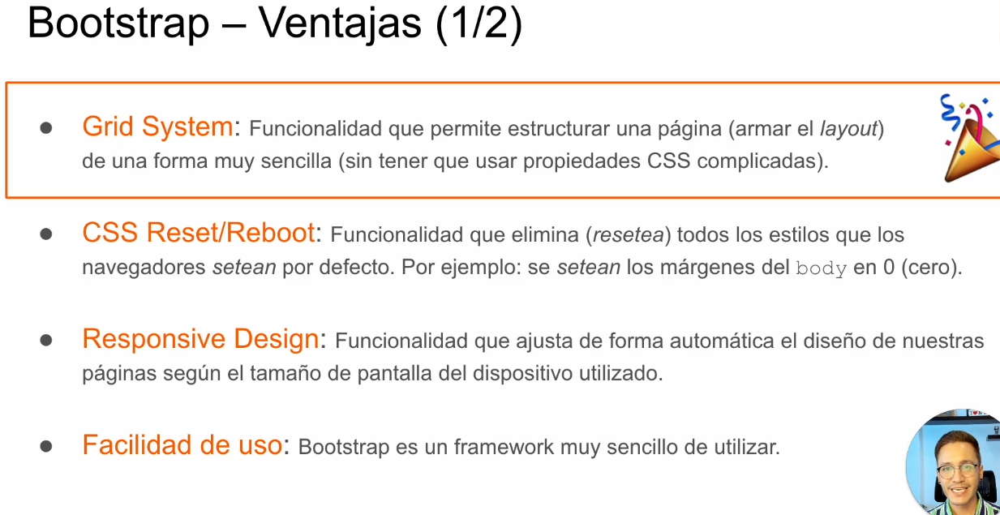 Bootstrap – Ventajas (1/2)
● Grid System: Funcionalidad que permite estructurar una página (armar el layout)
de una forma muy sencilla (sin tener que usar propiedades CSS complicadas).
● CSS Reset/Reboot: Funcionalidad que elimina (resetea) todos los estilos que los
navegadores setean por defecto. Por ejemplo: se setean los márgenes del body en 0 (cero).
● Responsive Design: Funcionalidad que ajusta de forma automática el diseño de nuestras
páginas según el tamaño de pantalla del dispositivo utilizado.
● Facilidad de uso: Bootstrap es un framework muy sencillo de utilizar.